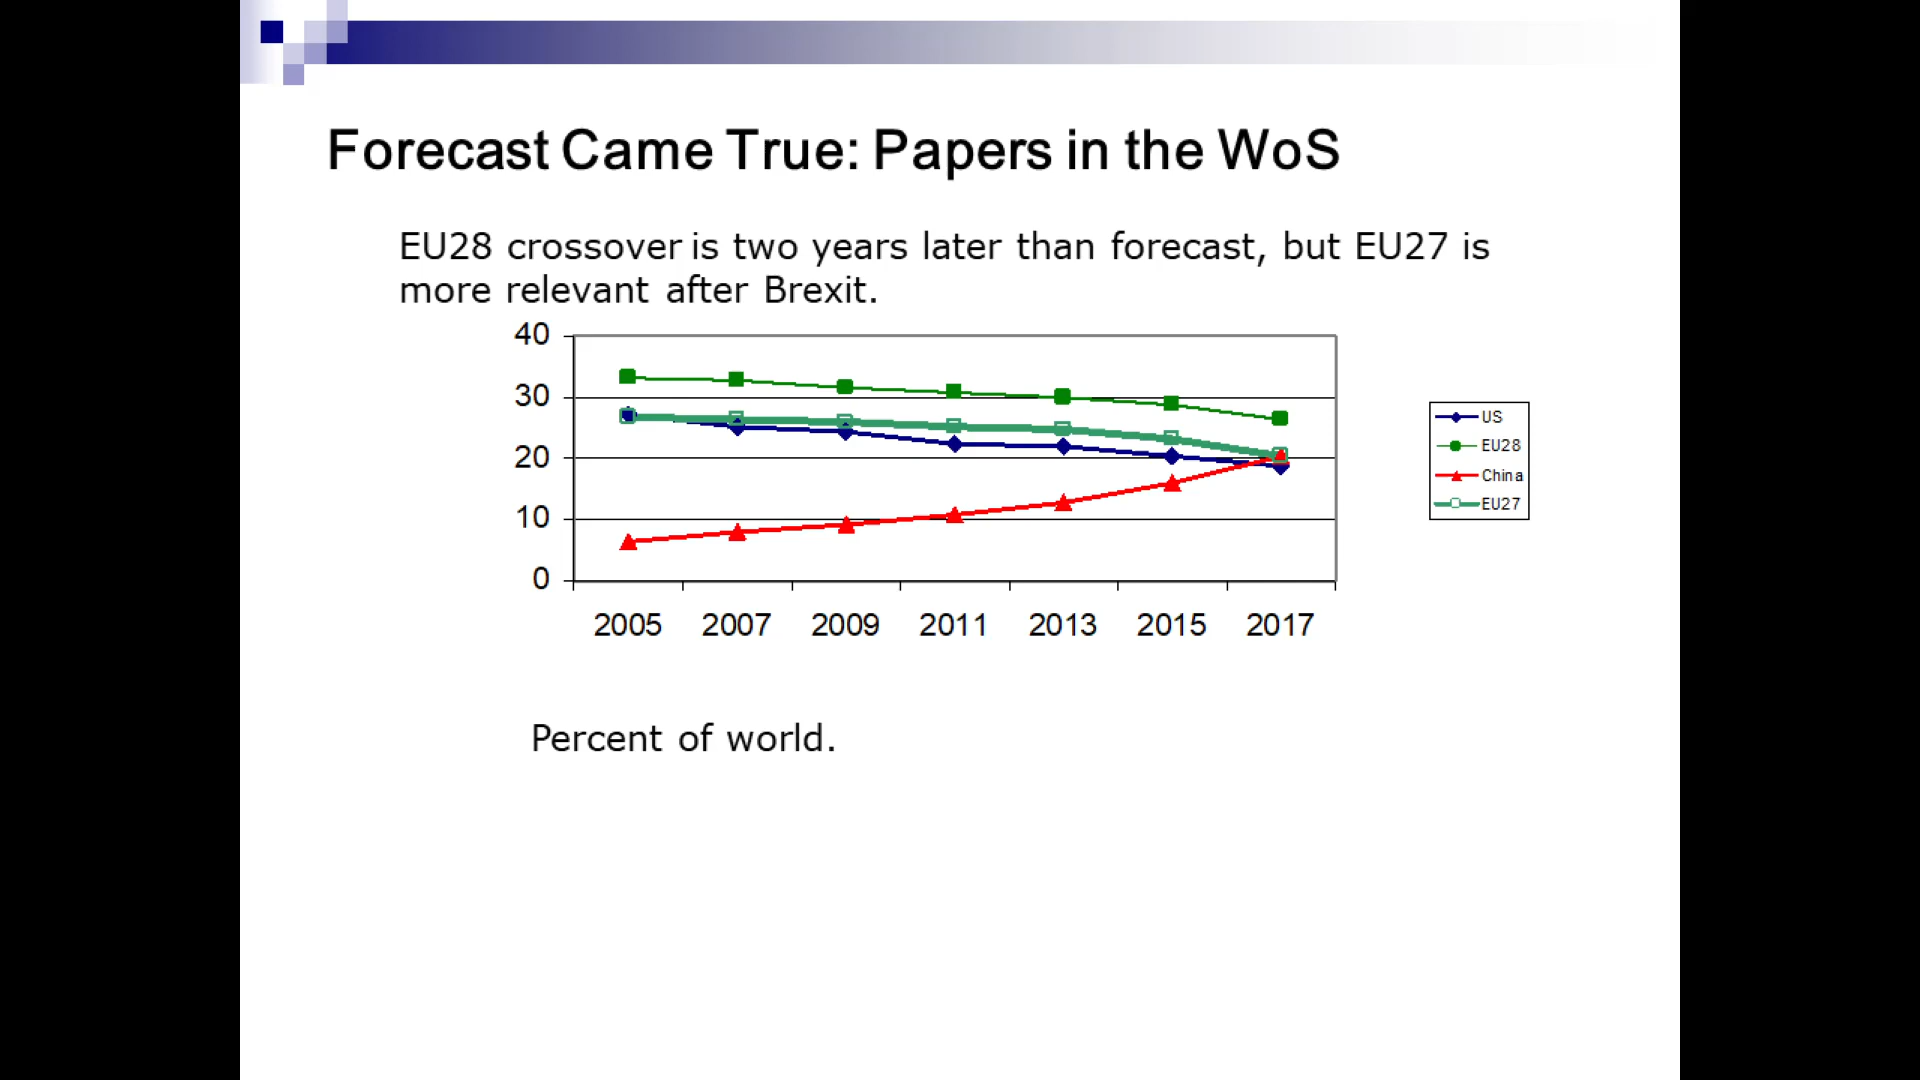 Forecast Came True: Papers in the WoS
EU28 crossover is two years later than forecast, but EU27 is
more relevant after Brexit.
40
30
20
10
0
2005 2007 2009 2011 2013 2015 2017
US
EU28
China
EU27
Percent of world.